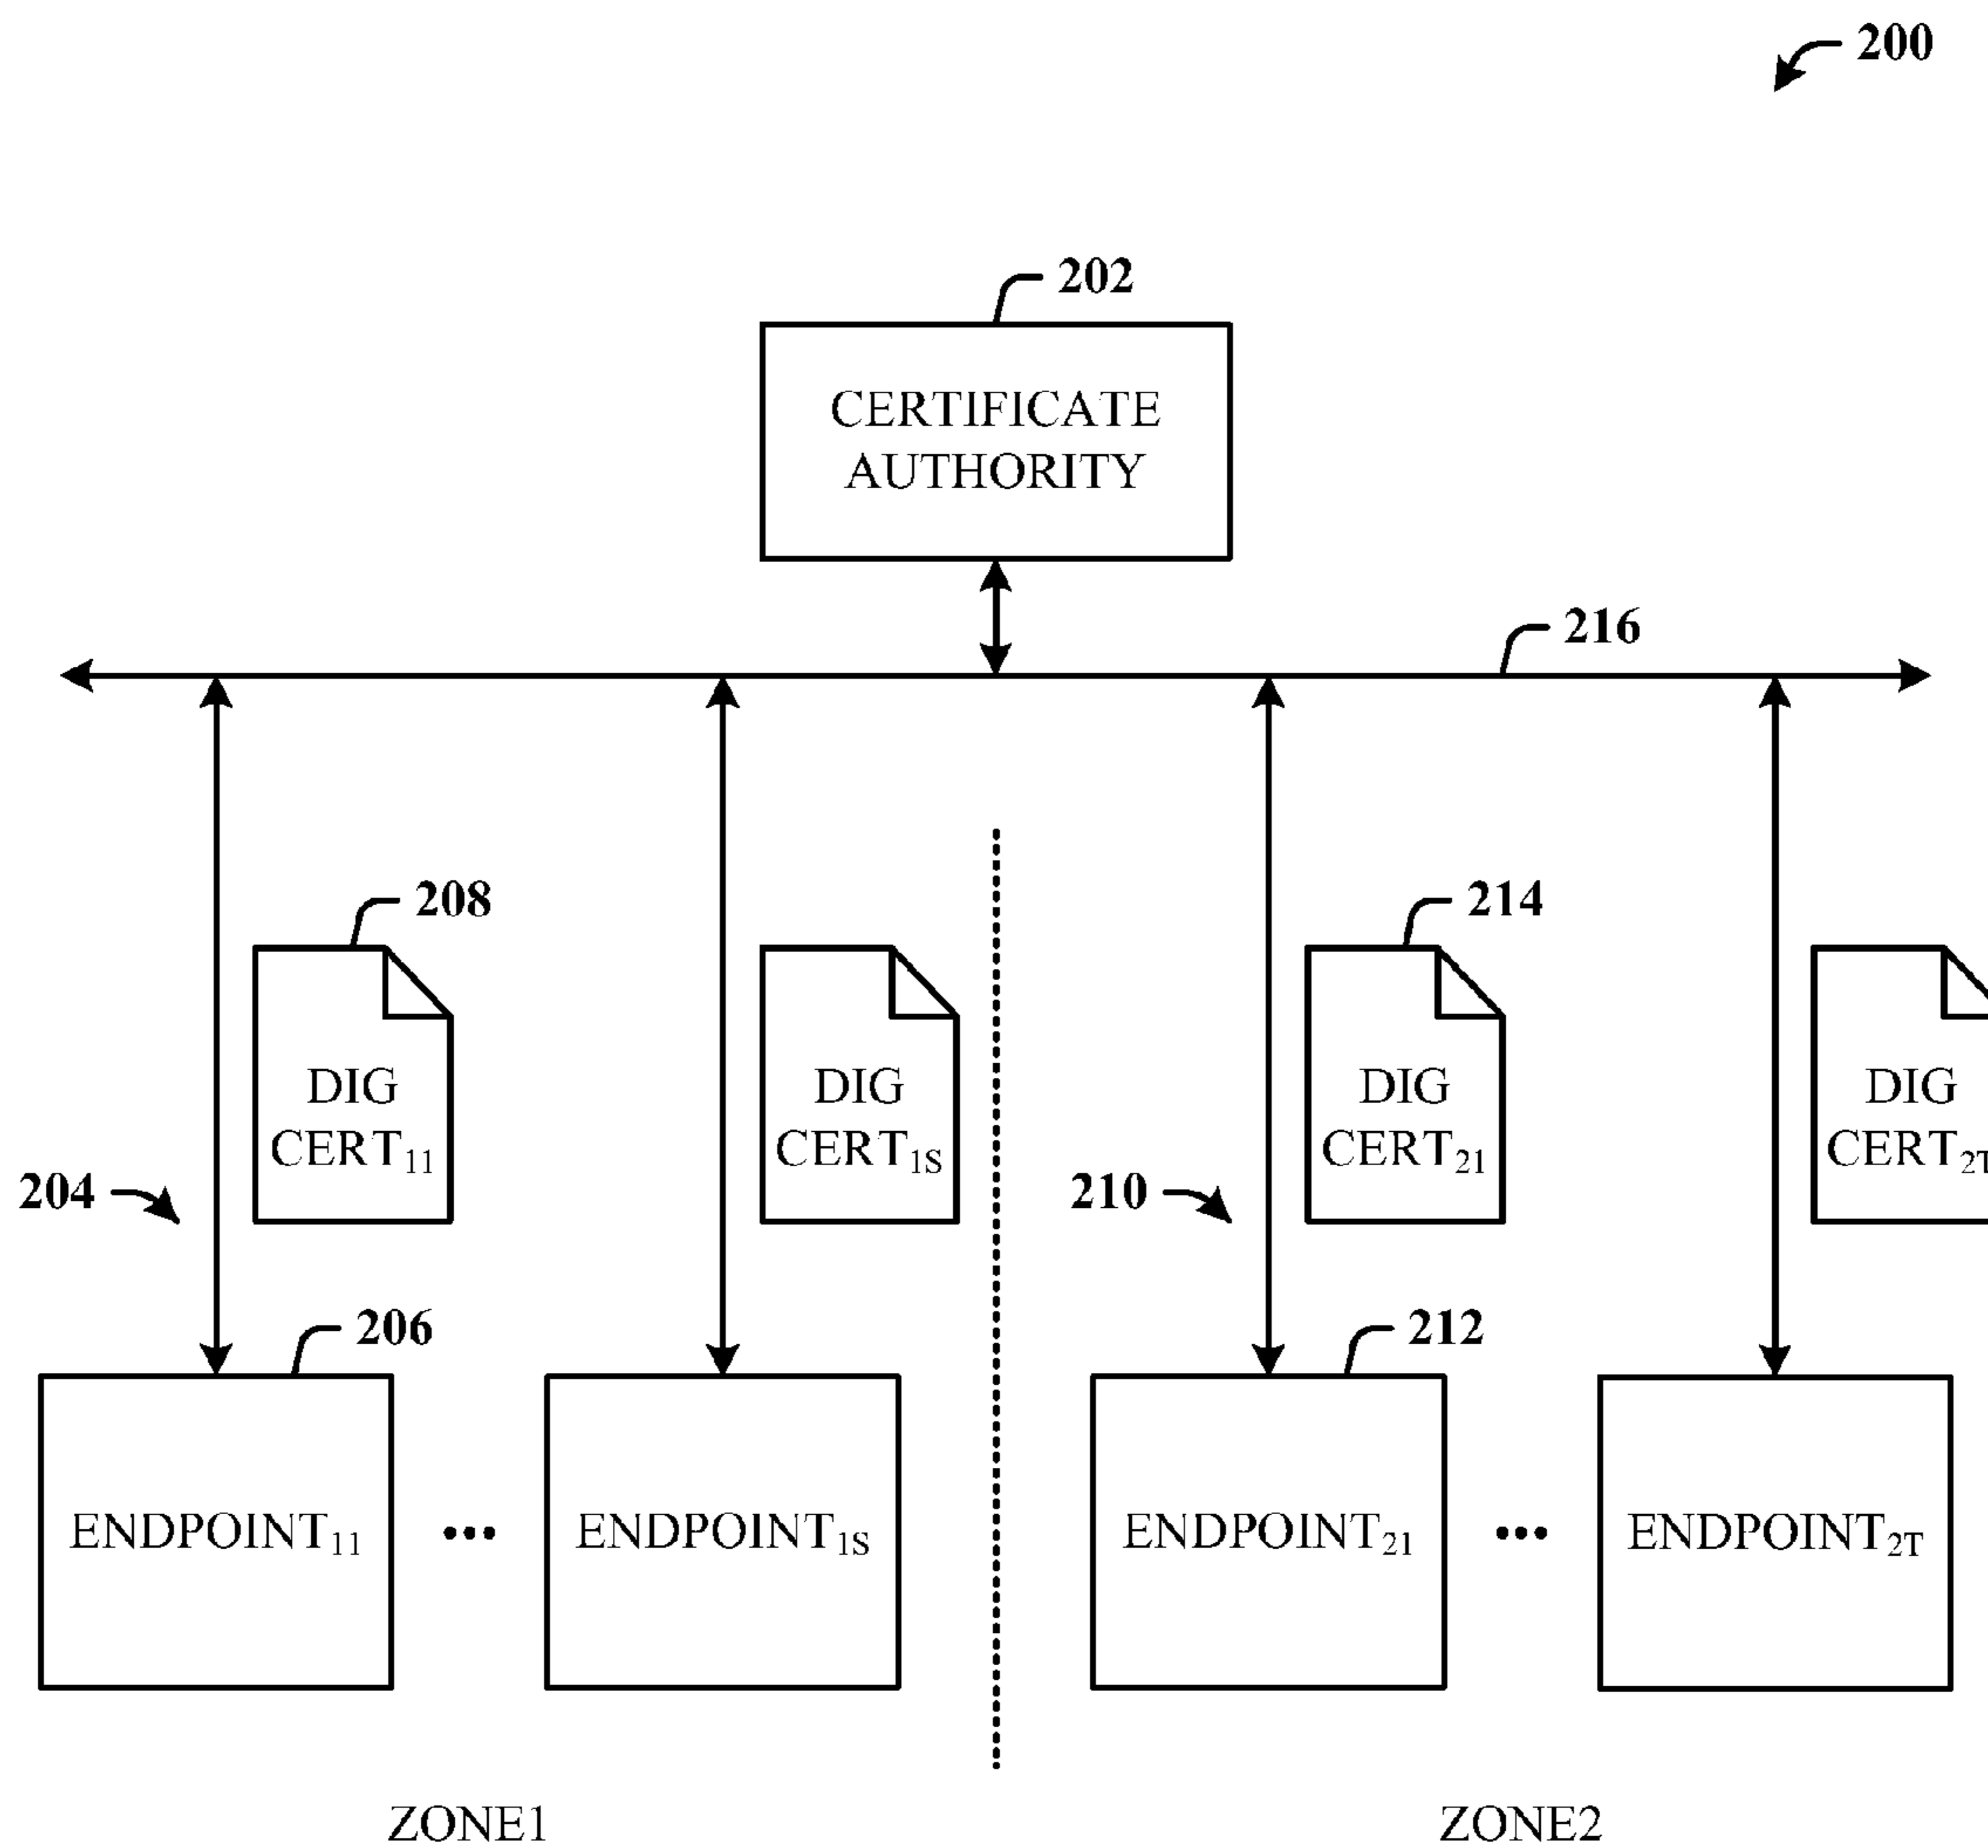 200
202
CERTIFICATE
AUTHORITY
216
208
214
DIG
CERT11
DIG
CERT1S
DIG
CERT21
DIG
CERT2T
204
210
206
212
ENDPOINT11
•••
ENDPOINT1S
ENDPOINT21
•••
ENDPOINT2T
ZONE1
ZONE2